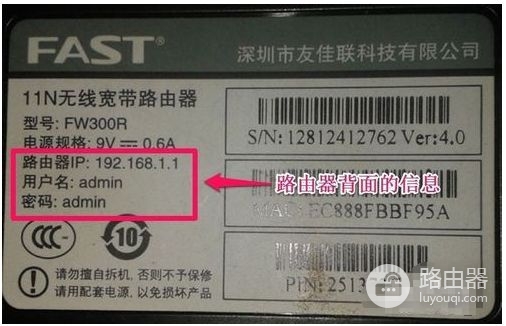 FAST®
深圳市友佳联科技有限公司
11N无线宽带路由器
型号: FW300R
电源规格: 9V⎓0.6A
路由器IP: 192.168.1.1
用户名: admin
密码: admin
S/N: 12812412762 Ver:4.0
路由器背面的信息
MAC: EC888FBBF95A
CCC
10
请勿擅自拆机, 否则不予保修
请用配套电源, 以免损坏产品
PIN: 2513
路由器
luyouqi.com